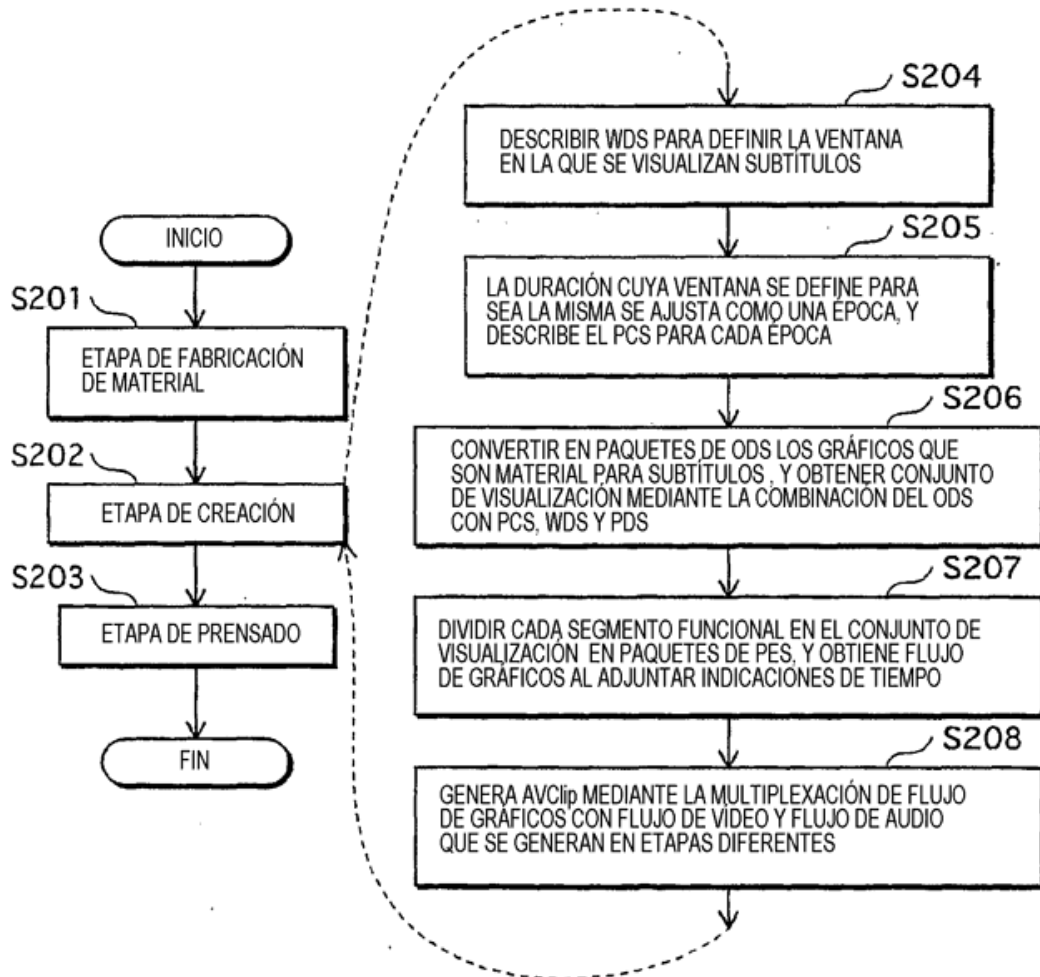 INICIO
S201
ETAPA DE FABRICACIÓN
DE MATERIAL
S202
ETAPA DE CREACIÓN
S203
ETAPA DE PRENSADO
FIN
S204
DESCRIBIR WDS PARA DEFINIR LA VENTANA
EN LA QUE SE VISUALIZAN SUBTÍTULOS
S205
LA DURACIÓN CUYA VENTANA SE DEFINE PARA
SEA LA MISMA SE AJUSTA COMO UNA ÉPOCA, Y
DESCRIBE EL PCS PARA CADA ÉPOCA
S206
CONVERTIR EN PAQUETES DE ODS LOS GRÁFICOS QUE
SON MATERIAL PARA SUBTÍTULOS , Y OBTENER CONJUNTO
DE VISUALIZACIÓN MEDIANTE LA COMBINACIÓN DEL ODS
CON PCS, WDS Y PDS
S207
DIVIDIR CADA SEGMENTO FUNCIONAL EN EL CONJUNTO DE
VISUALIZACIÓN EN PAQUETES DE PES, Y OBTIENE FLUJO
DE GRÁFICOS AL ADJUNTAR INDICACIONES DE TIEMPO
S208
GENERA AVClip MEDIANTE LA MULTIPLEXACIÓN DE FLUJO
DE GRÁFICOS CON FLUJO DE VÍDEO Y FLUJO DE AUDIO
QUE SE GENERAN EN ETAPAS DIFERENTES